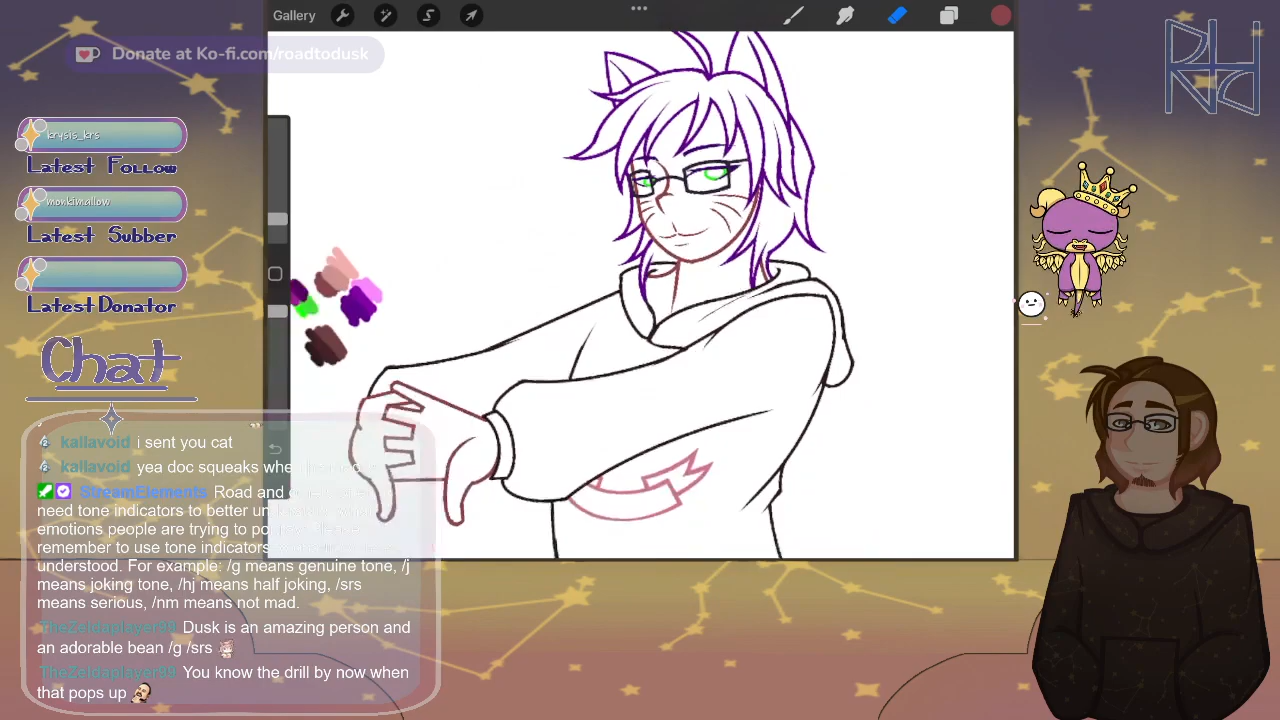 Gallery
Donate at Ko-fi.com/roadtodusk
krysis_krs
Latest Follow
monkimallow
Latest Subber
Latest Donator
Chat
kallavoid i sent you cat
kallavoid yea doc squeaks whe
StreamElements Road and
need tone indicators to better un
emotions people are trying to po
remember to use tone indicators
understood. For example: /g means genuine tone, /j
means joking tone, /hj means half joking, /srs
means serious, /nm means not mad.
TheZeldaplayer99 Dusk is an amazing person and
an adorable bean /g /srs
TheZeldaplayer99 You know the drill by now when
that pops up